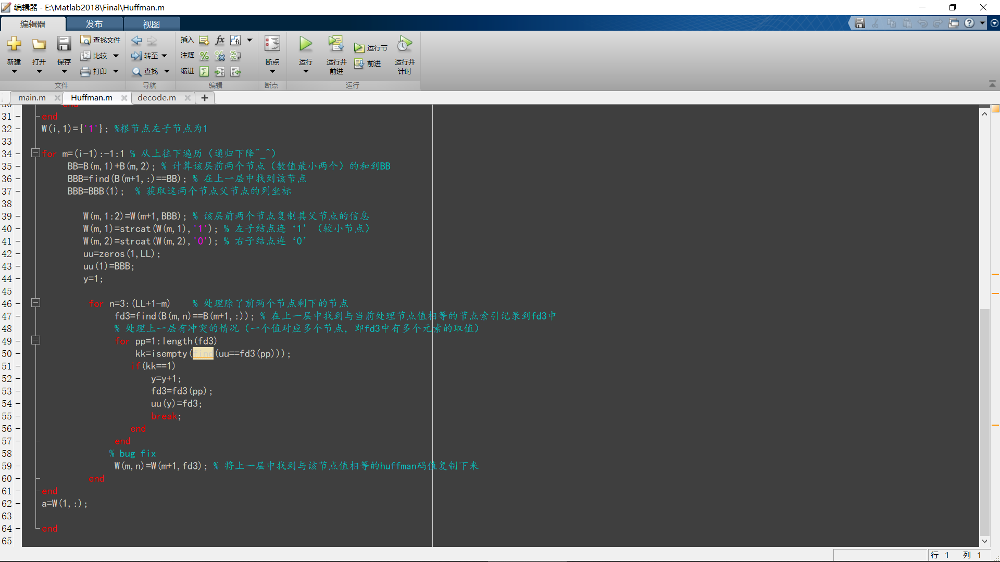 编辑器 - E:\Matlab2018\Final\Huffman.m
编辑器 发布 视图
新建 打开 保存 查找文件 比较 打印
转至 查找
插入 fx
注释
缩进
断点 运行 运行并前进 运行节 前进 运行并计时
文件 导航 编辑 断点 运行
main.m Huffman.m decode.m
30 end
31 end
32 W(i,1)={'1'}; %根节点左子节点为1
33
34 for m=(i-1):-1:1 % 从上往下遍历（递归下降^_^）
35 BB=B(m,1)+B(m,2); % 计算该层前两个节点（数值最小两个）的和到BB
36 BBB=find(B(m+1,:)==BB); % 在上一层中找到该节点
37 BBB=BBB(1); % 获取这两个节点父节点的列坐标
38
39 W(m,1:2)=W(m+1,BBB); % 该层前两个节点复制其父节点的信息
40 W(m,1)=strcat(W(m,1),'1'); % 左子结点连‘1’（较小节点）
41 W(m,2)=strcat(W(m,2),'0'); % 右子结点连‘0’
42 uu=zeros(1,LL);
43 uu(1)=BBB;
44 y=1;
45
46 for n=3:(LL+1-m) % 处理除了前两个节点剩下的节点
47 fd3=find(B(m,n)==B(m+1,:)); % 在上一层中找到与当前处理节点值相等的节点索引记录到fd3中
48 % 处理上一层有冲突的情况（一个值对应多个节点，即fd3中有多个元素的取值）
49 for pp=1:length(fd3)
50 kk=isempty(find(uu==fd3(pp)));
51 if(kk==1)
52 y=y+1;
53 fd3=fd3(pp);
54 uu(y)=fd3;
55 break;
56 end
57 end
58 % bug fix
59 W(m,n)=W(m+1,fd3); % 将上一层中找到与该节点值相等的huffman码值复制下来
60 end
61 end
62 a=W(1,:);
63
64 end
65
行 1 列 1